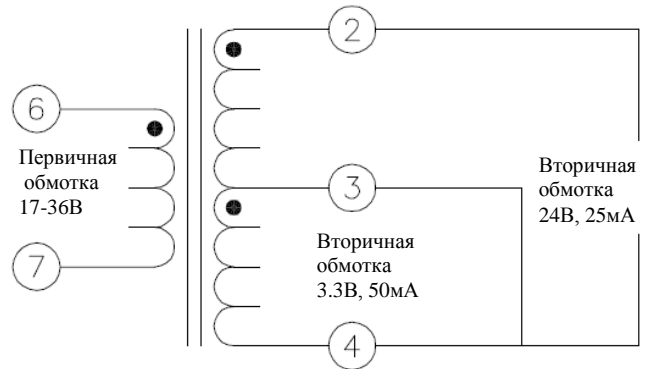 2
6
Первичная
обмотка
17-36В
7
3
Вторичная
обмотка
3.3В, 50мА
Вторичная
обмотка
24В, 25мА
4